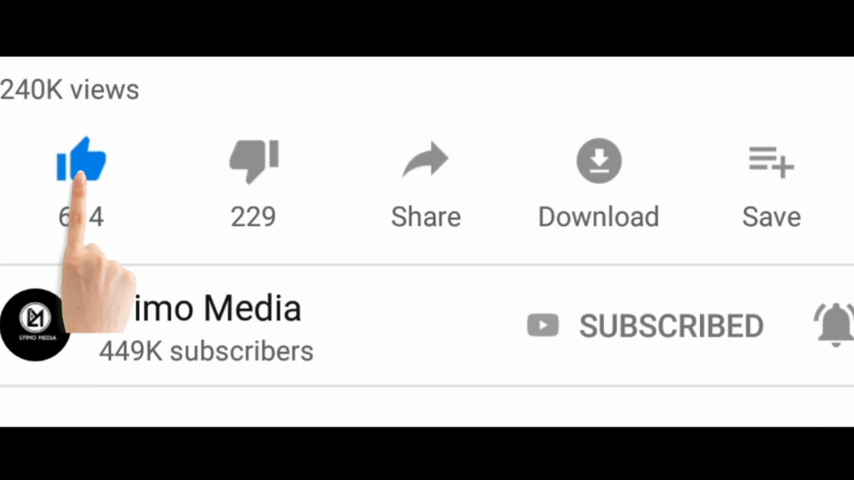 240K views
229
Share
Download
Save
imo Media
SUBSCRIBED
449K subscribers